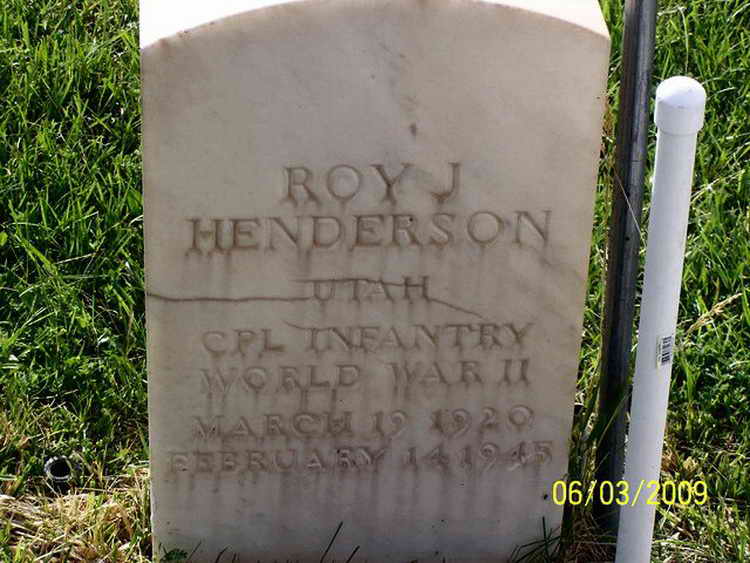 ROY J
HENDERSON
UTAH
CPL INFANTRY
WORLD WAR II
MARCH 19 1920
FEBRUARY 14 1945
06/03/2009